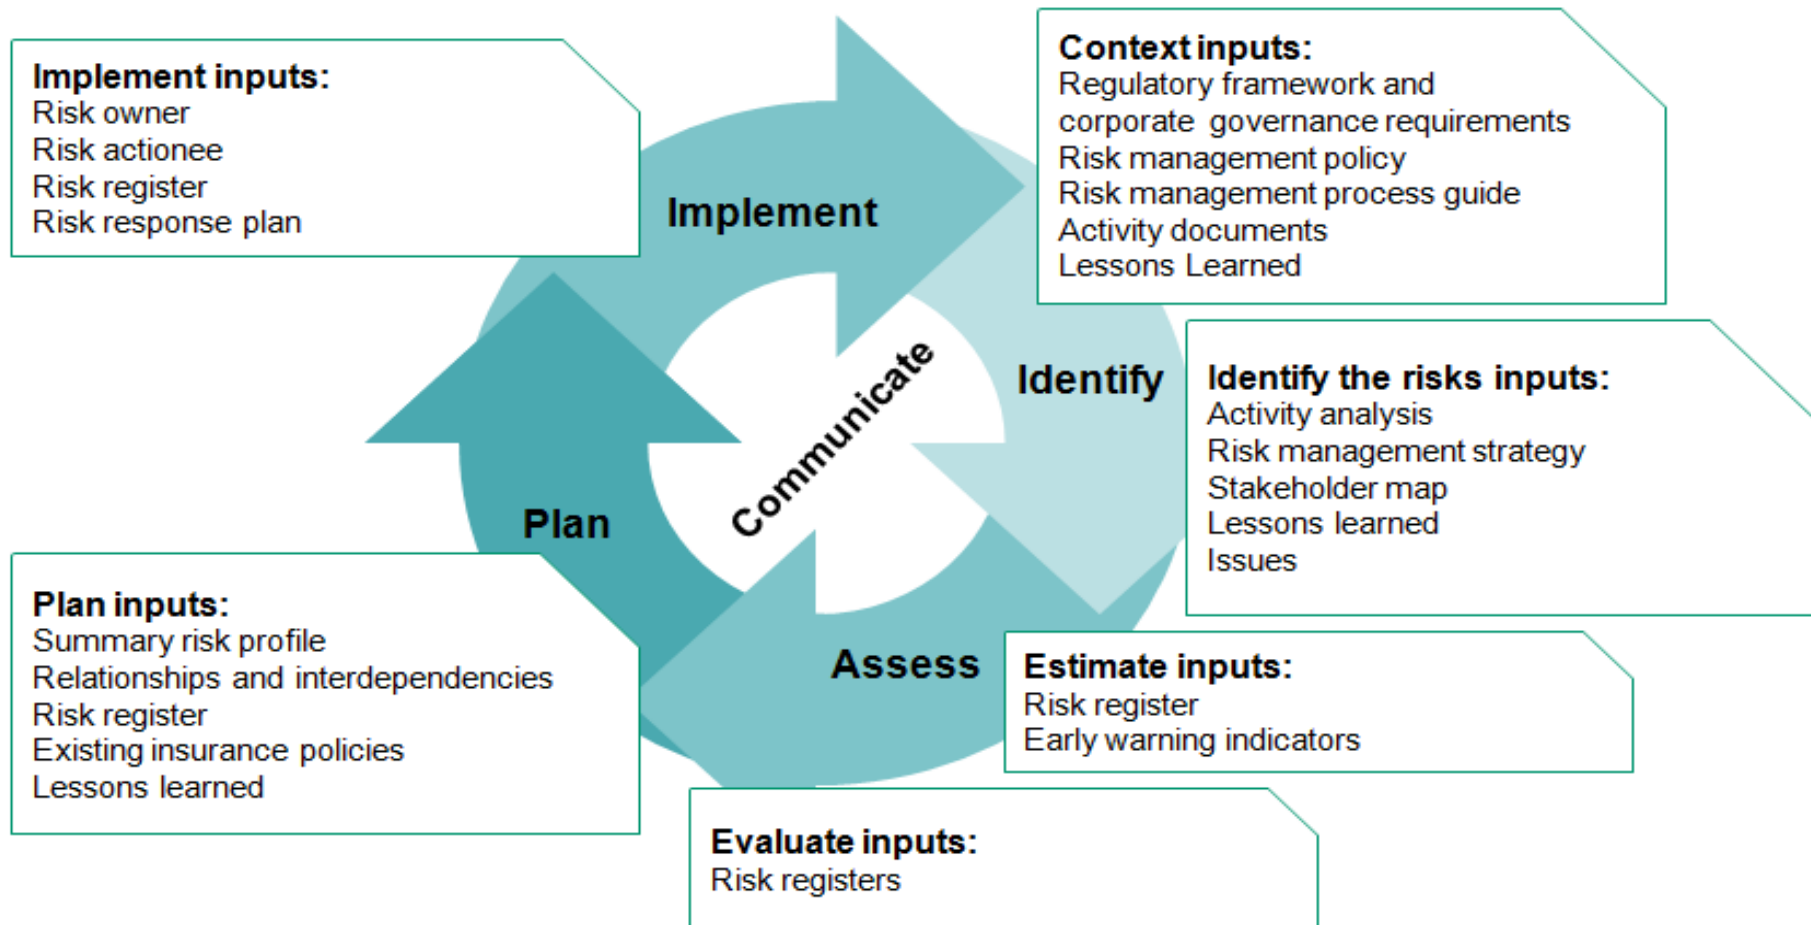 Implement inputs:
Risk owner
Risk actionee
Risk register
Risk response plan
Context inputs:
Regulatory framework and
corporate governance requirements
Risk management policy
Risk management process guide
Activity documents
Lessons Learned
Implement
Identify
Communicate
Plan
Assess
Identify the risks inputs:
Activity analysis
Risk management strategy
Stakeholder map
Lessons learned
Issues
Plan inputs:
Summary risk profile
Relationships and interdependencies
Risk register
Existing insurance policies
Lessons learned
Estimate inputs:
Risk register
Early warning indicators
Evaluate inputs:
Risk registers